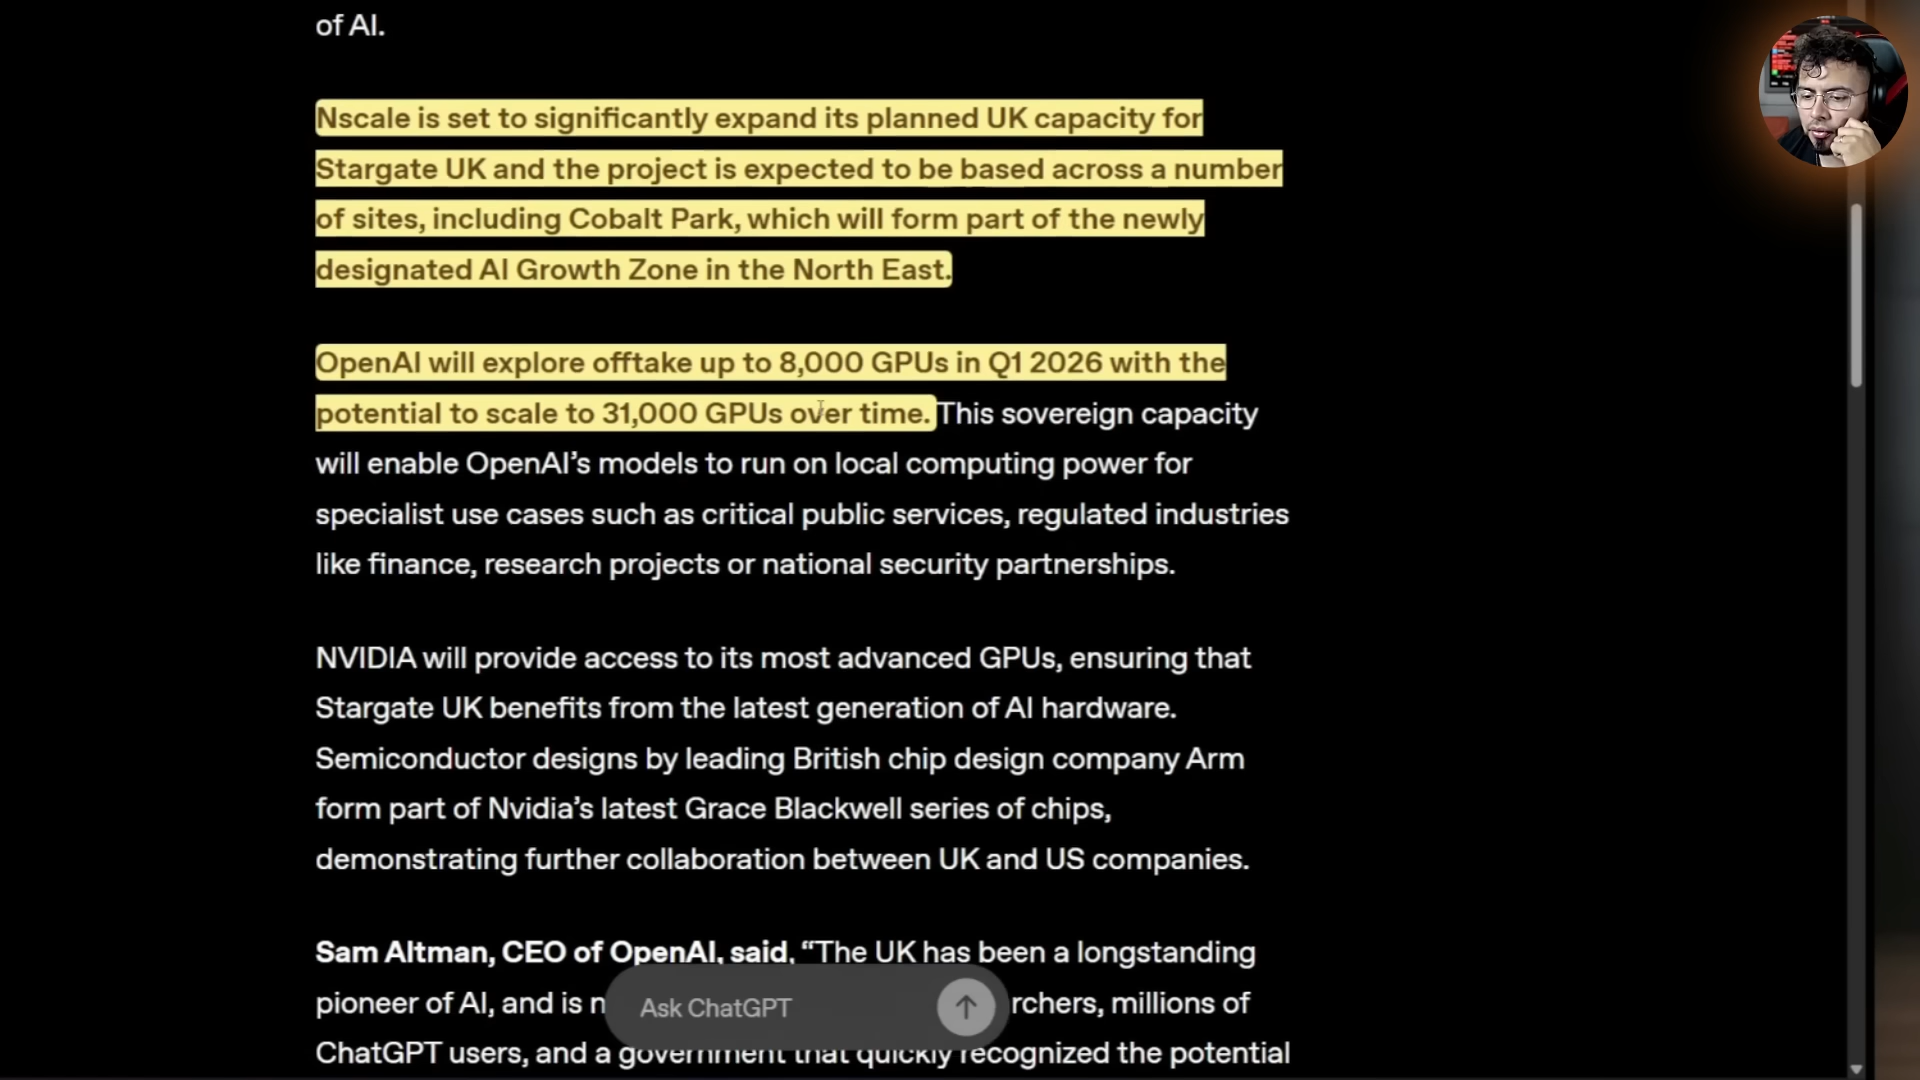 of AI.
Nscale is set to significantly expand its planned UK capacity for
Stargate UK and the project is expected to be based across a number
of sites, including Cobalt Park, which will form part of the newly
designated AI Growth Zone in the North East.
OpenAI will explore offtake up to 8,000 GPUs in Q1 2026 with the
potential to scale to 31,000 GPUs over time. This sovereign capacity
will enable OpenAI’s models to run on local computing power for
specialist use cases such as critical public services, regulated industries
like finance, research projects or national security partnerships.
NVIDIA will provide access to its most advanced GPUs, ensuring that
Stargate UK benefits from the latest generation of AI hardware.
Semiconductor designs by leading British chip design company Arm
form part of Nvidia’s latest Grace Blackwell series of chips,
demonstrating further collaboration between UK and US companies.
Sam Altman, CEO of OpenAI, said, “The UK has been a longstanding
pioneer of AI, and is n rchers, millions of
Ask ChatGPT
ChatGPT users, and a government that quickly recognized the potential